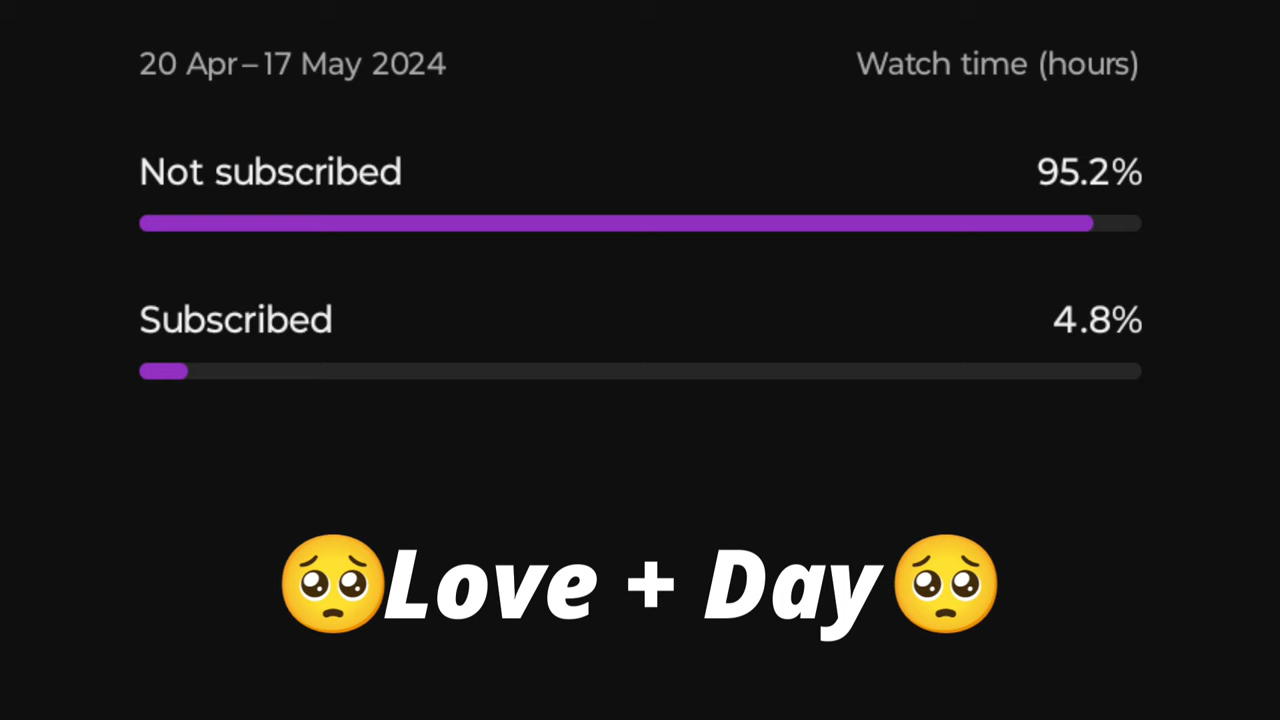 20 Apr–17 May 2024 Watch time (hours)
Not subscribed 95.2%
Subscribed 4.8%
🥺Love + Day🥺